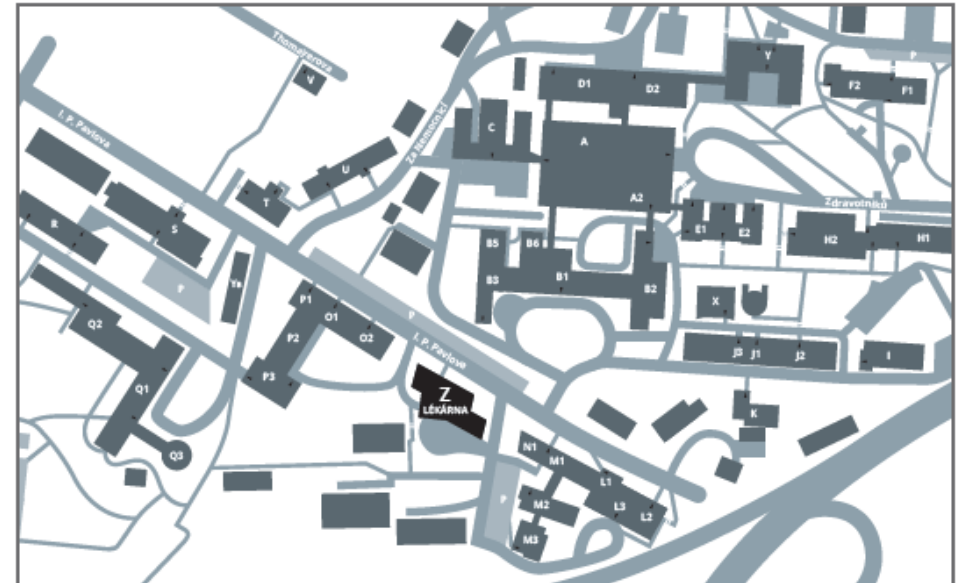 Thomayerova
V
P
Y
D1
D2
F2
F1
I. P. Pavlova
Za Nemocnicí
C
A
U
T
A2
Zdravotníků
R
S
E1
E2
H2
H1
B5
B6
B3
B1
B2
P
Ya
P1
X
Q2
O1
P
O2
P2
I. P. Pavlova
J3
J1
J2
I
P3
Q1
Z
LÉKÁRNA
K
Q3
N1
M1
L1
P
M2
L3
L2
M3